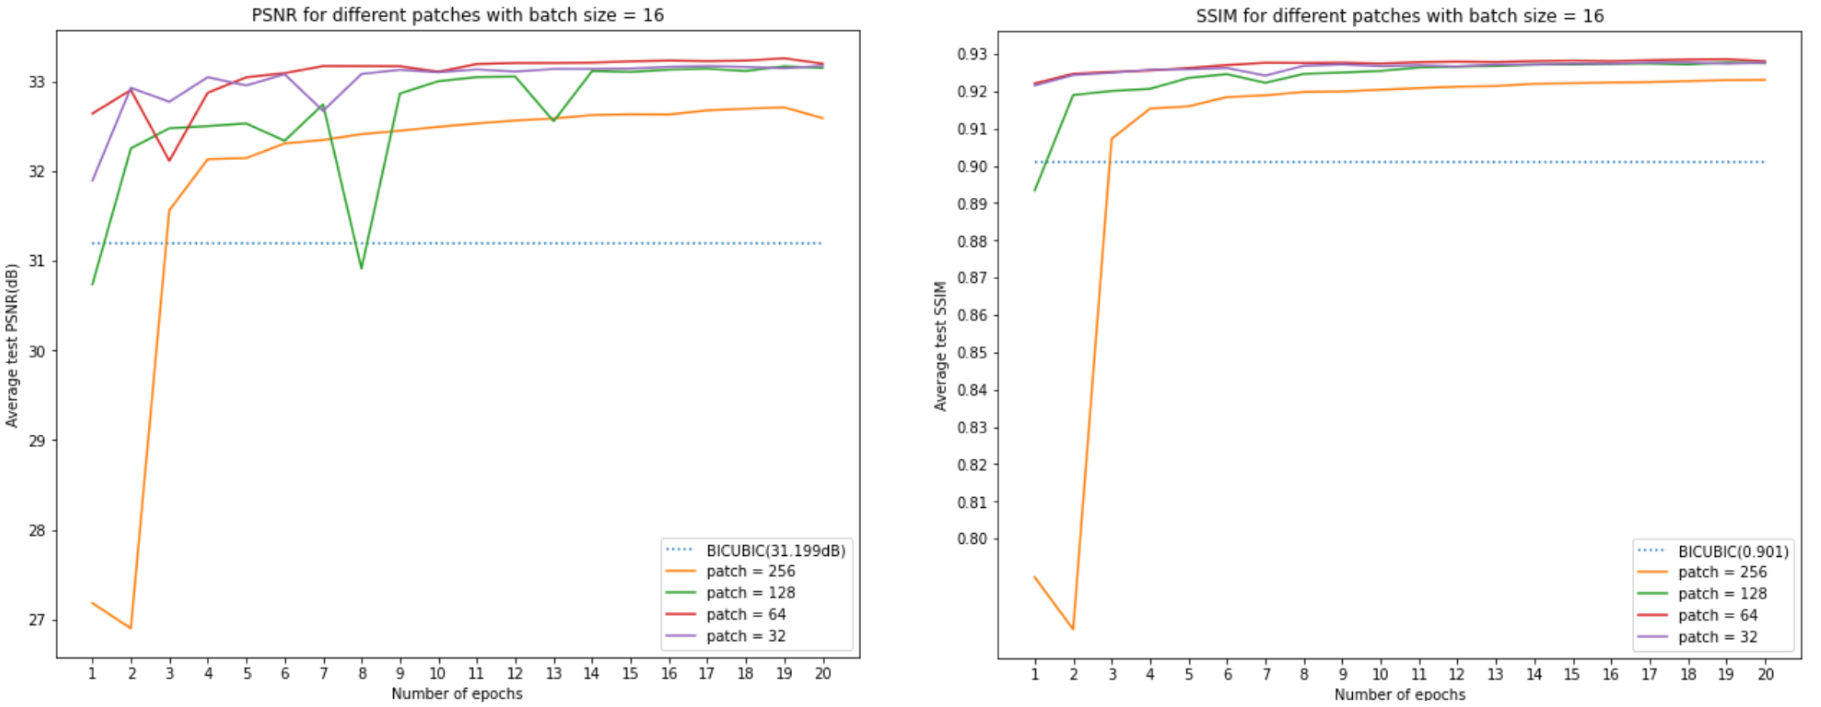 PSNR for different patches with batch size = 16
Average test PSNR(dB)
33
32
31
30
29
28
27
BICUBIC(31.199dB)
patch = 256
patch = 128
patch = 64
patch = 32
1 2 3 4 5 6 7 8 9 10 11 12 13 14 15 16 17 18 19 20
Number of epochs
SSIM for different patches with batch size = 16
Average test SSIM
0.93
0.92
0.91
0.90
0.89
0.88
0.87
0.86
0.85
0.84
0.83
0.82
0.81
0.80
BICUBIC(0.901)
patch = 256
patch = 128
patch = 64
patch = 32
1 2 3 4 5 6 7 8 9 10 11 12 13 14 15 16 17 18 19 20
Number of epochs